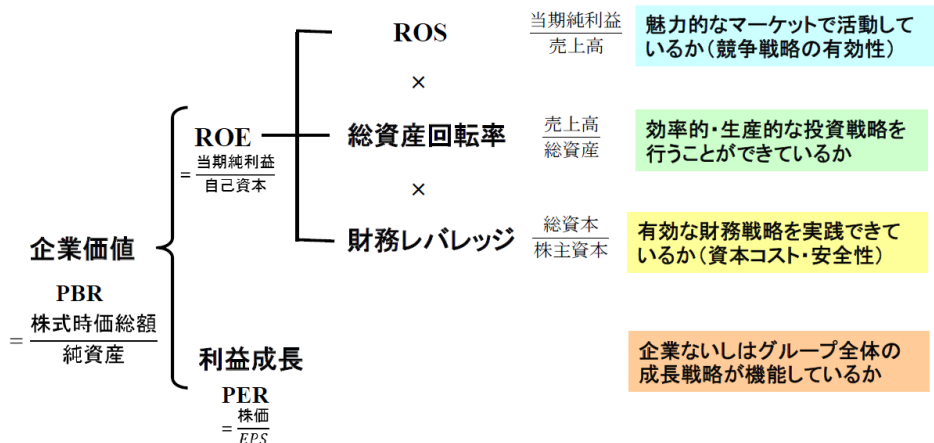 ROS
当期純利益
売上高
魅力的なマーケットで活動して
いるか(競争戦略の有効性)
×
ROE
=当期純利益
自己資本
総資産回転率
売上高
総資産
効率的・生産的な投資戦略を
行うことができているか
×
財務レバレッジ
総資本
株主資本
有効な財務戦略を実践できて
いるか(資本コスト・安全性)
企業価値
PBR
=株式時価総額
純資産
利益成長
PER
=株価
EPS
企業ないしはグループ全体の
成長戦略が機能しているか